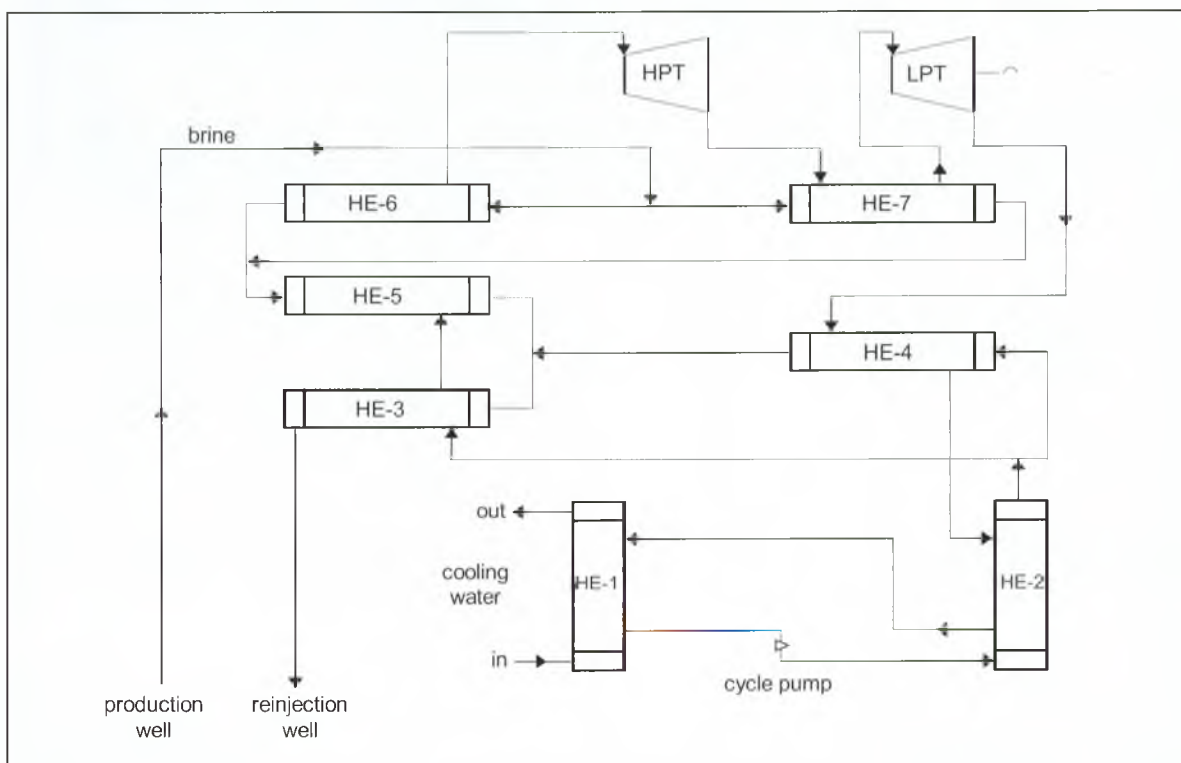 HPT
LPT
brine
HE-6
HE-7
HE-5
HE-4
HE-3
out
cooling
water
HE-1
HE-2
in
cycle pump
production
well
reinjection
well